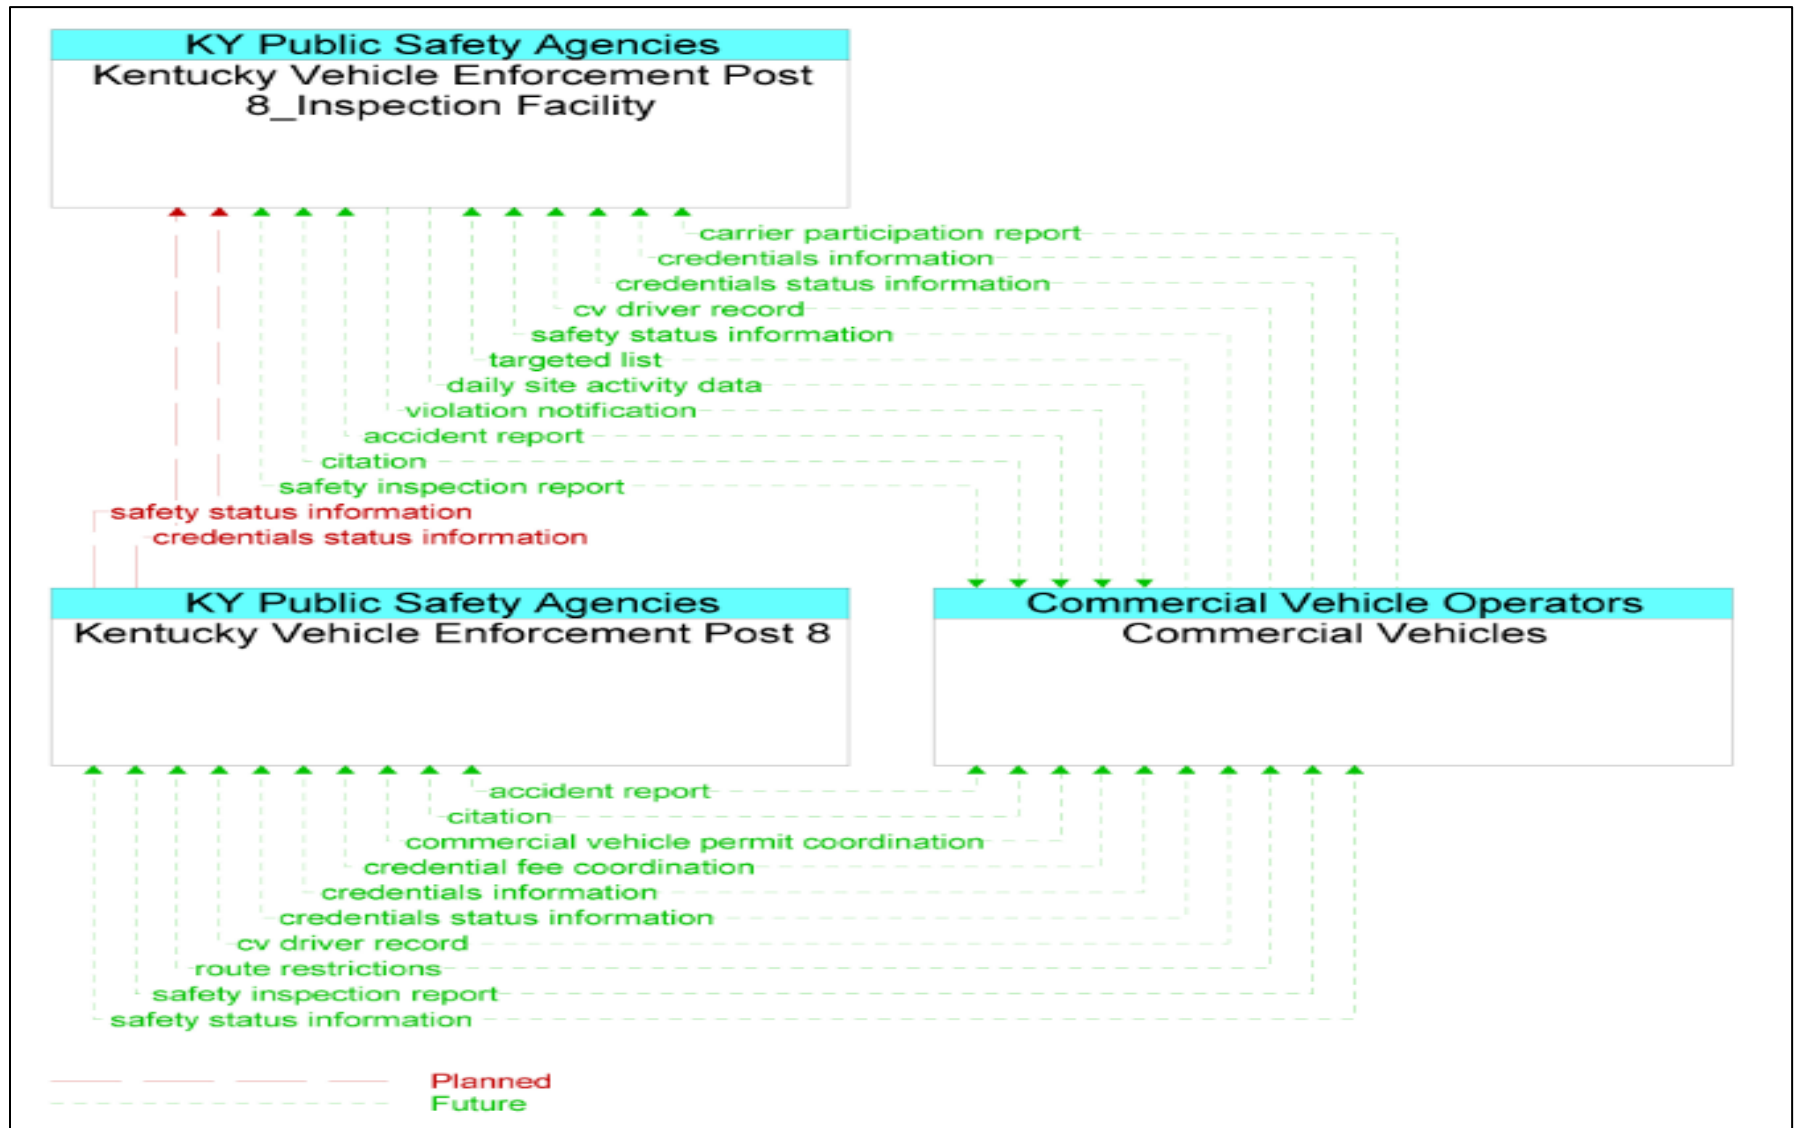 KY Public Safety Agencies
Kentucky Vehicle Enforcement Post
8_Inspection Facility
carrier participation report
credentials information
credentials status information
cv driver record
safety status information
targeted list
daily site activity data
violation notification
accident report
citation
safety inspection report
safety status information
credentials status information
KY Public Safety Agencies
Kentucky Vehicle Enforcement Post 8
Commercial Vehicle Operators
Commercial Vehicles
accident report
citation
commercial vehicle permit coordination
credential fee coordination
credentials information
credentials status information
cv driver record
route restrictions
safety inspection report
safety status information
Planned
Future